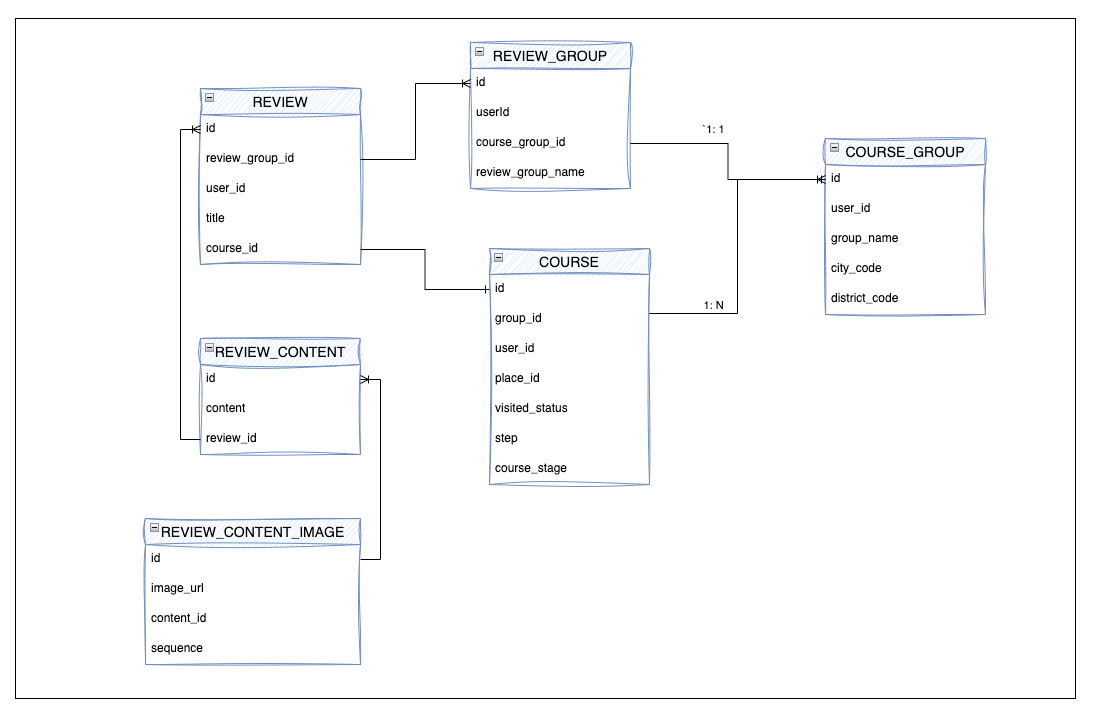 REVIEW_GROUP
id
userId
course_group_id
review_group_name
REVIEW
id
review_group_id
user_id
title
course_id
`1: 1
COURSE_GROUP
id
user_id
group_name
city_code
district_code
COURSE
id
group_id
user_id
place_id
visited_status
step
course_stage
1: N
REVIEW_CONTENT
id
content
review_id
REVIEW_CONTENT_IMAGE
id
image_url
content_id
sequence